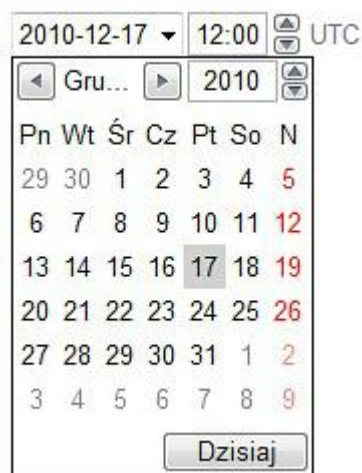 2010-12-17 12:00 UTC
Gru... 2010
Pn Wt Śr Cz Pt So N
29 30 1 2 3 4 5
6 7 8 9 10 11 12
13 14 15 16 17 18 19
20 21 22 23 24 25 26
27 28 29 30 31 1 2
3 4 5 6 7 8 9
Dzisiaj